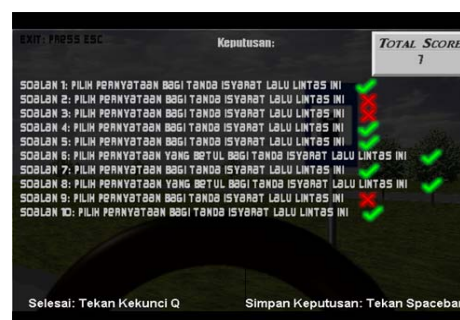 EXIT: PRESS ESC
Keputusan:
TOTAL SCORE
7
SOALAN 1: PILIH PERNYATAAN BAGI TANDA ISYARAT LALU LINTAS INI
SOALAN 2: PILIH PERNYATAAN BAGI TANDA ISYARAT LALU LINTAS INI
SOALAN 3: PILIH PERNYATAAN BAGI TANDA ISYARAT LALU LINTAS INI
SOALAN 4: PILIH PERNYATAAN BAGI TANDA ISYARAT LALU LINTAS INI
SOALAN 5: PILIH PERNYATAAN BAGI TANDA ISYARAT LALU LINTAS INI
SOALAN 6: PILIH PERNYATAAN YANG BETUL BAGI TANDA ISYARAT LALU LINTAS INI
SOALAN 7: PILIH PERNYATAAN BAGI TANDA ISYARAT LALU LINTAS INI
SOALAN 8: PILIH PERNYATAAN YANG BETUL BAGI TANDA ISYARAT LALU LINTAS INI
SOALAN 9: PILIH PERNYATAAN BAGI TANDA ISYARAT LALU LINTAS INI
SOALAN 10: PILIH PERNYATAAN BAGI TANDA ISYARAT LALU LINTAS INI
Selesai: Tekan Kekunci Q
Simpan Keputusan: Tekan Spacebar